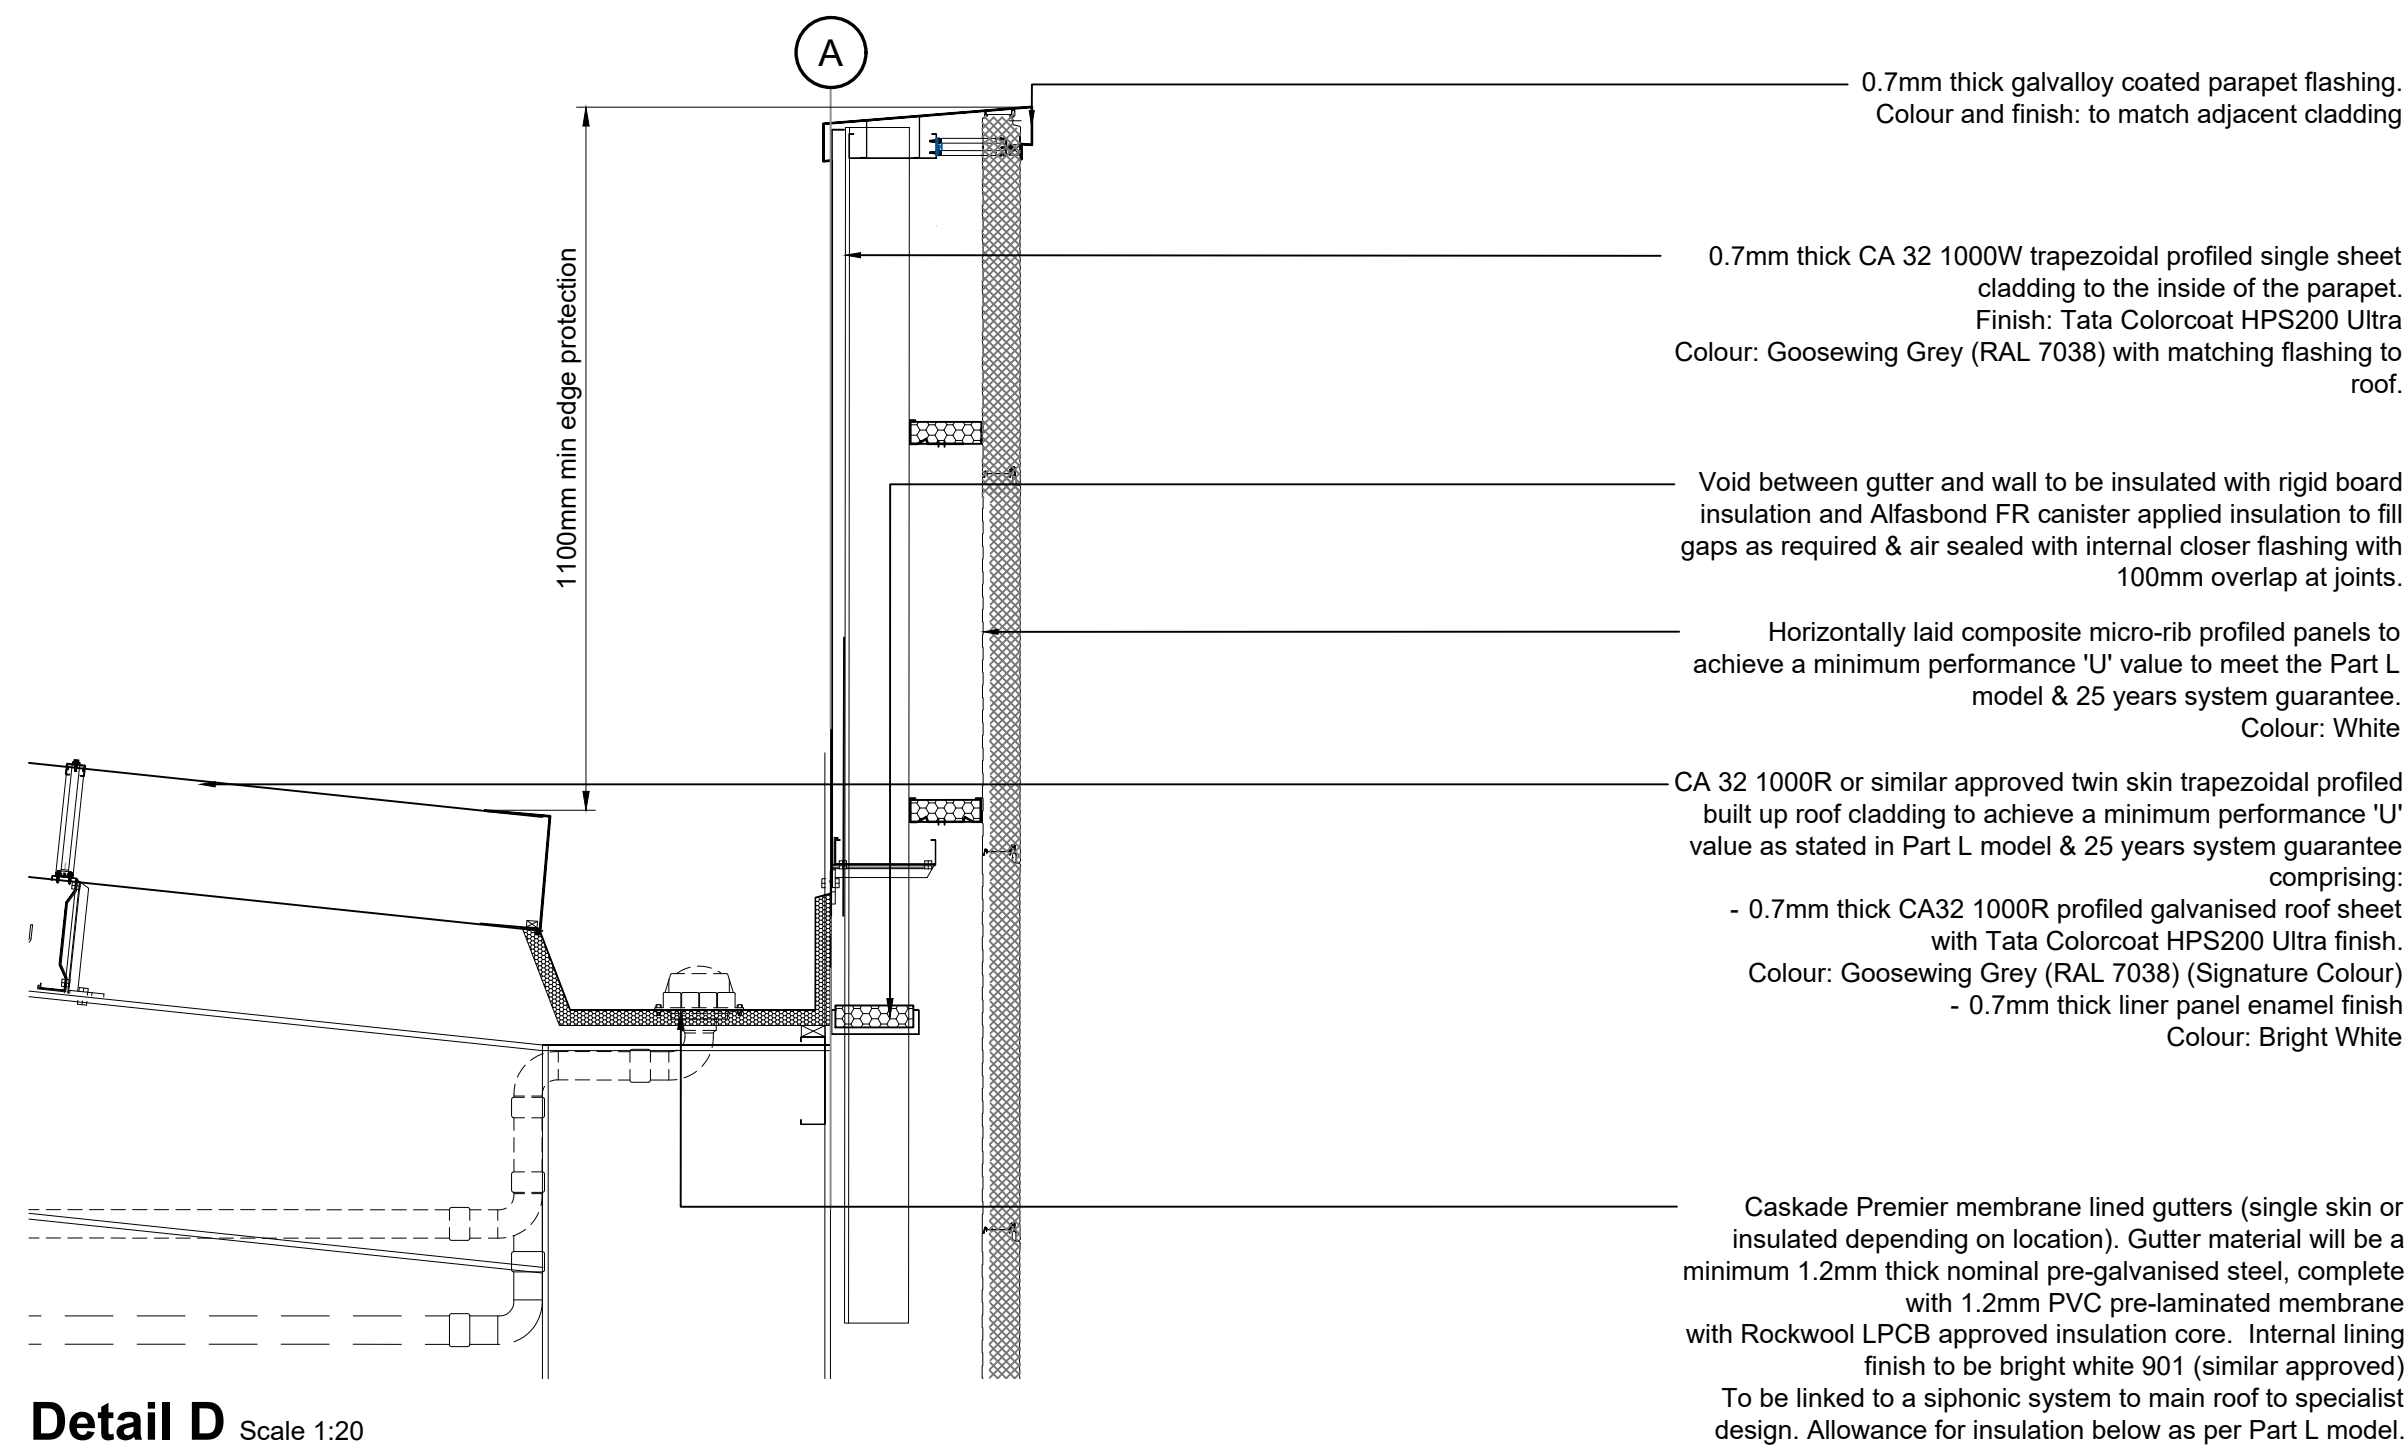 A
0.7mm thick galvalloy coated parapet flashing.
Colour and finish: to match adjacent cladding
1100mm min edge protection
0.7mm thick CA 32 1000W trapezoidal profiled single sheet
cladding to the inside of the parapet.
Finish: Tata Colorcoat HPS200 Ultra
Colour: Goosewing Grey (RAL 7038) with matching flashing to
roof.
Void between gutter and wall to be insulated with rigid board
insulation and Alfasbond FR canister applied insulation to fill
gaps as required & air sealed with internal closer flashing with
100mm overlap at joints.
Horizontally laid composite micro-rib profiled panels to
achieve a minimum performance 'U' value to meet the Part L
model & 25 years system guarantee.
Colour: White
CA 32 1000R or similar approved twin skin trapezoidal profiled
built up roof cladding to achieve a minimum performance 'U'
value as stated in Part L model & 25 years system guarantee
comprising:
- 0.7mm thick CA32 1000R profiled galvanised roof sheet
with Tata Colorcoat HPS200 Ultra finish.
Colour: Goosewing Grey (RAL 7038) (Signature Colour)
- 0.7mm thick liner panel enamel finish
Colour: Bright White
Caskade Premier membrane lined gutters (single skin or
insulated depending on location). Gutter material will be a
minimum 1.2mm thick nominal pre-galvanised steel, complete
with 1.2mm PVC pre-laminated membrane
with Rockwool LPCB approved insulation core. Internal lining
finish to be bright white 901 (similar approved)
To be linked to a siphonic system to main roof to specialist
design. Allowance for insulation below as per Part L model.
Detail D Scale 1:20